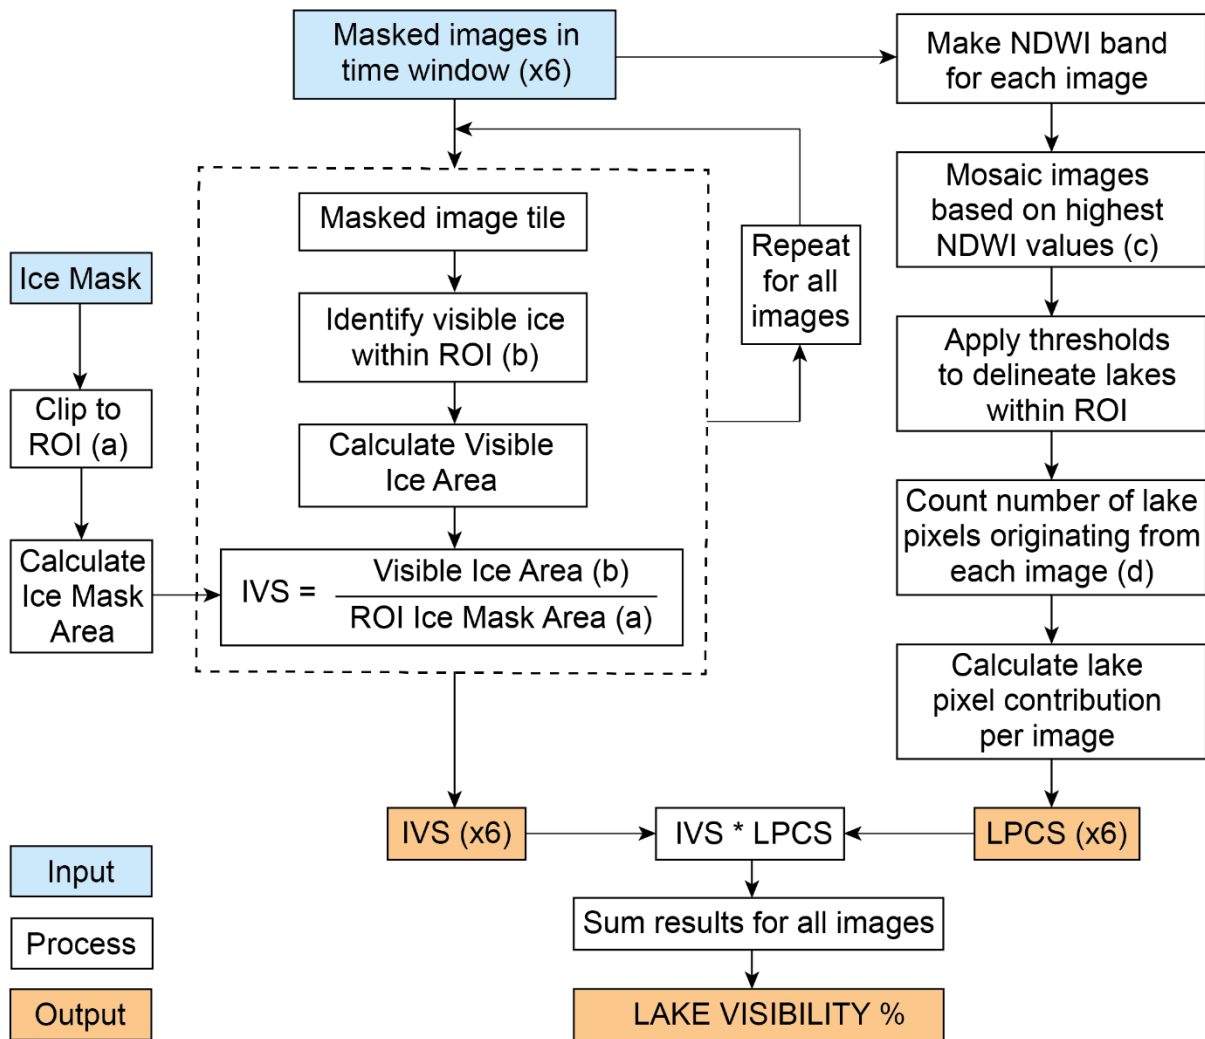 Masked images in
time window (x6)
Make NDWI band
for each image
Mosaic images
based on highest
NDWI values (c)
Apply thresholds
to delineate lakes
within ROI
Count number of lake
pixels originating from
each image (d)
Calculate lake
pixel contribution
per image
LPCS (x6)
Repeat
for all
images
Masked image tile
Identify visible ice
within ROI (b)
Calculate Visible
Ice Area
IVS =
Visible Ice Area (b)
ROI Ice Mask Area (a)
Ice Mask
Clip to
ROI (a)
Calculate
Ice Mask
Area
IVS (x6)
IVS * LPCS
Sum results for all images
LAKE VISIBILITY %
Input
Process
Output